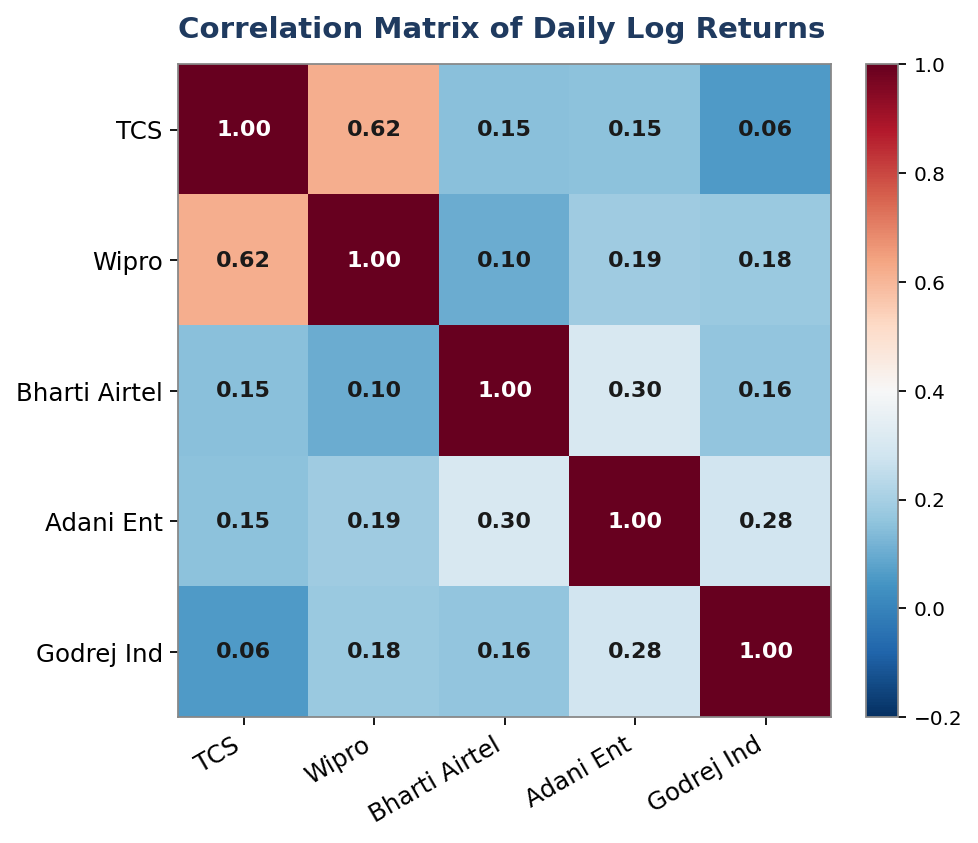 Correlation Matrix of Daily Log Returns
TCS 1.00 0.62 0.15 0.15 0.06
Wipro 0.62 1.00 0.10 0.19 0.18
Bharti Airtel 0.15 0.10 1.00 0.30 0.16
Adani Ent 0.15 0.19 0.30 1.00 0.28
Godrej Ind 0.06 0.18 0.16 0.28 1.00
TCS Wipro Bharti Airtel Adani Ent Godrej Ind
1.0
0.8
0.6
0.4
0.2
0.0
−0.2